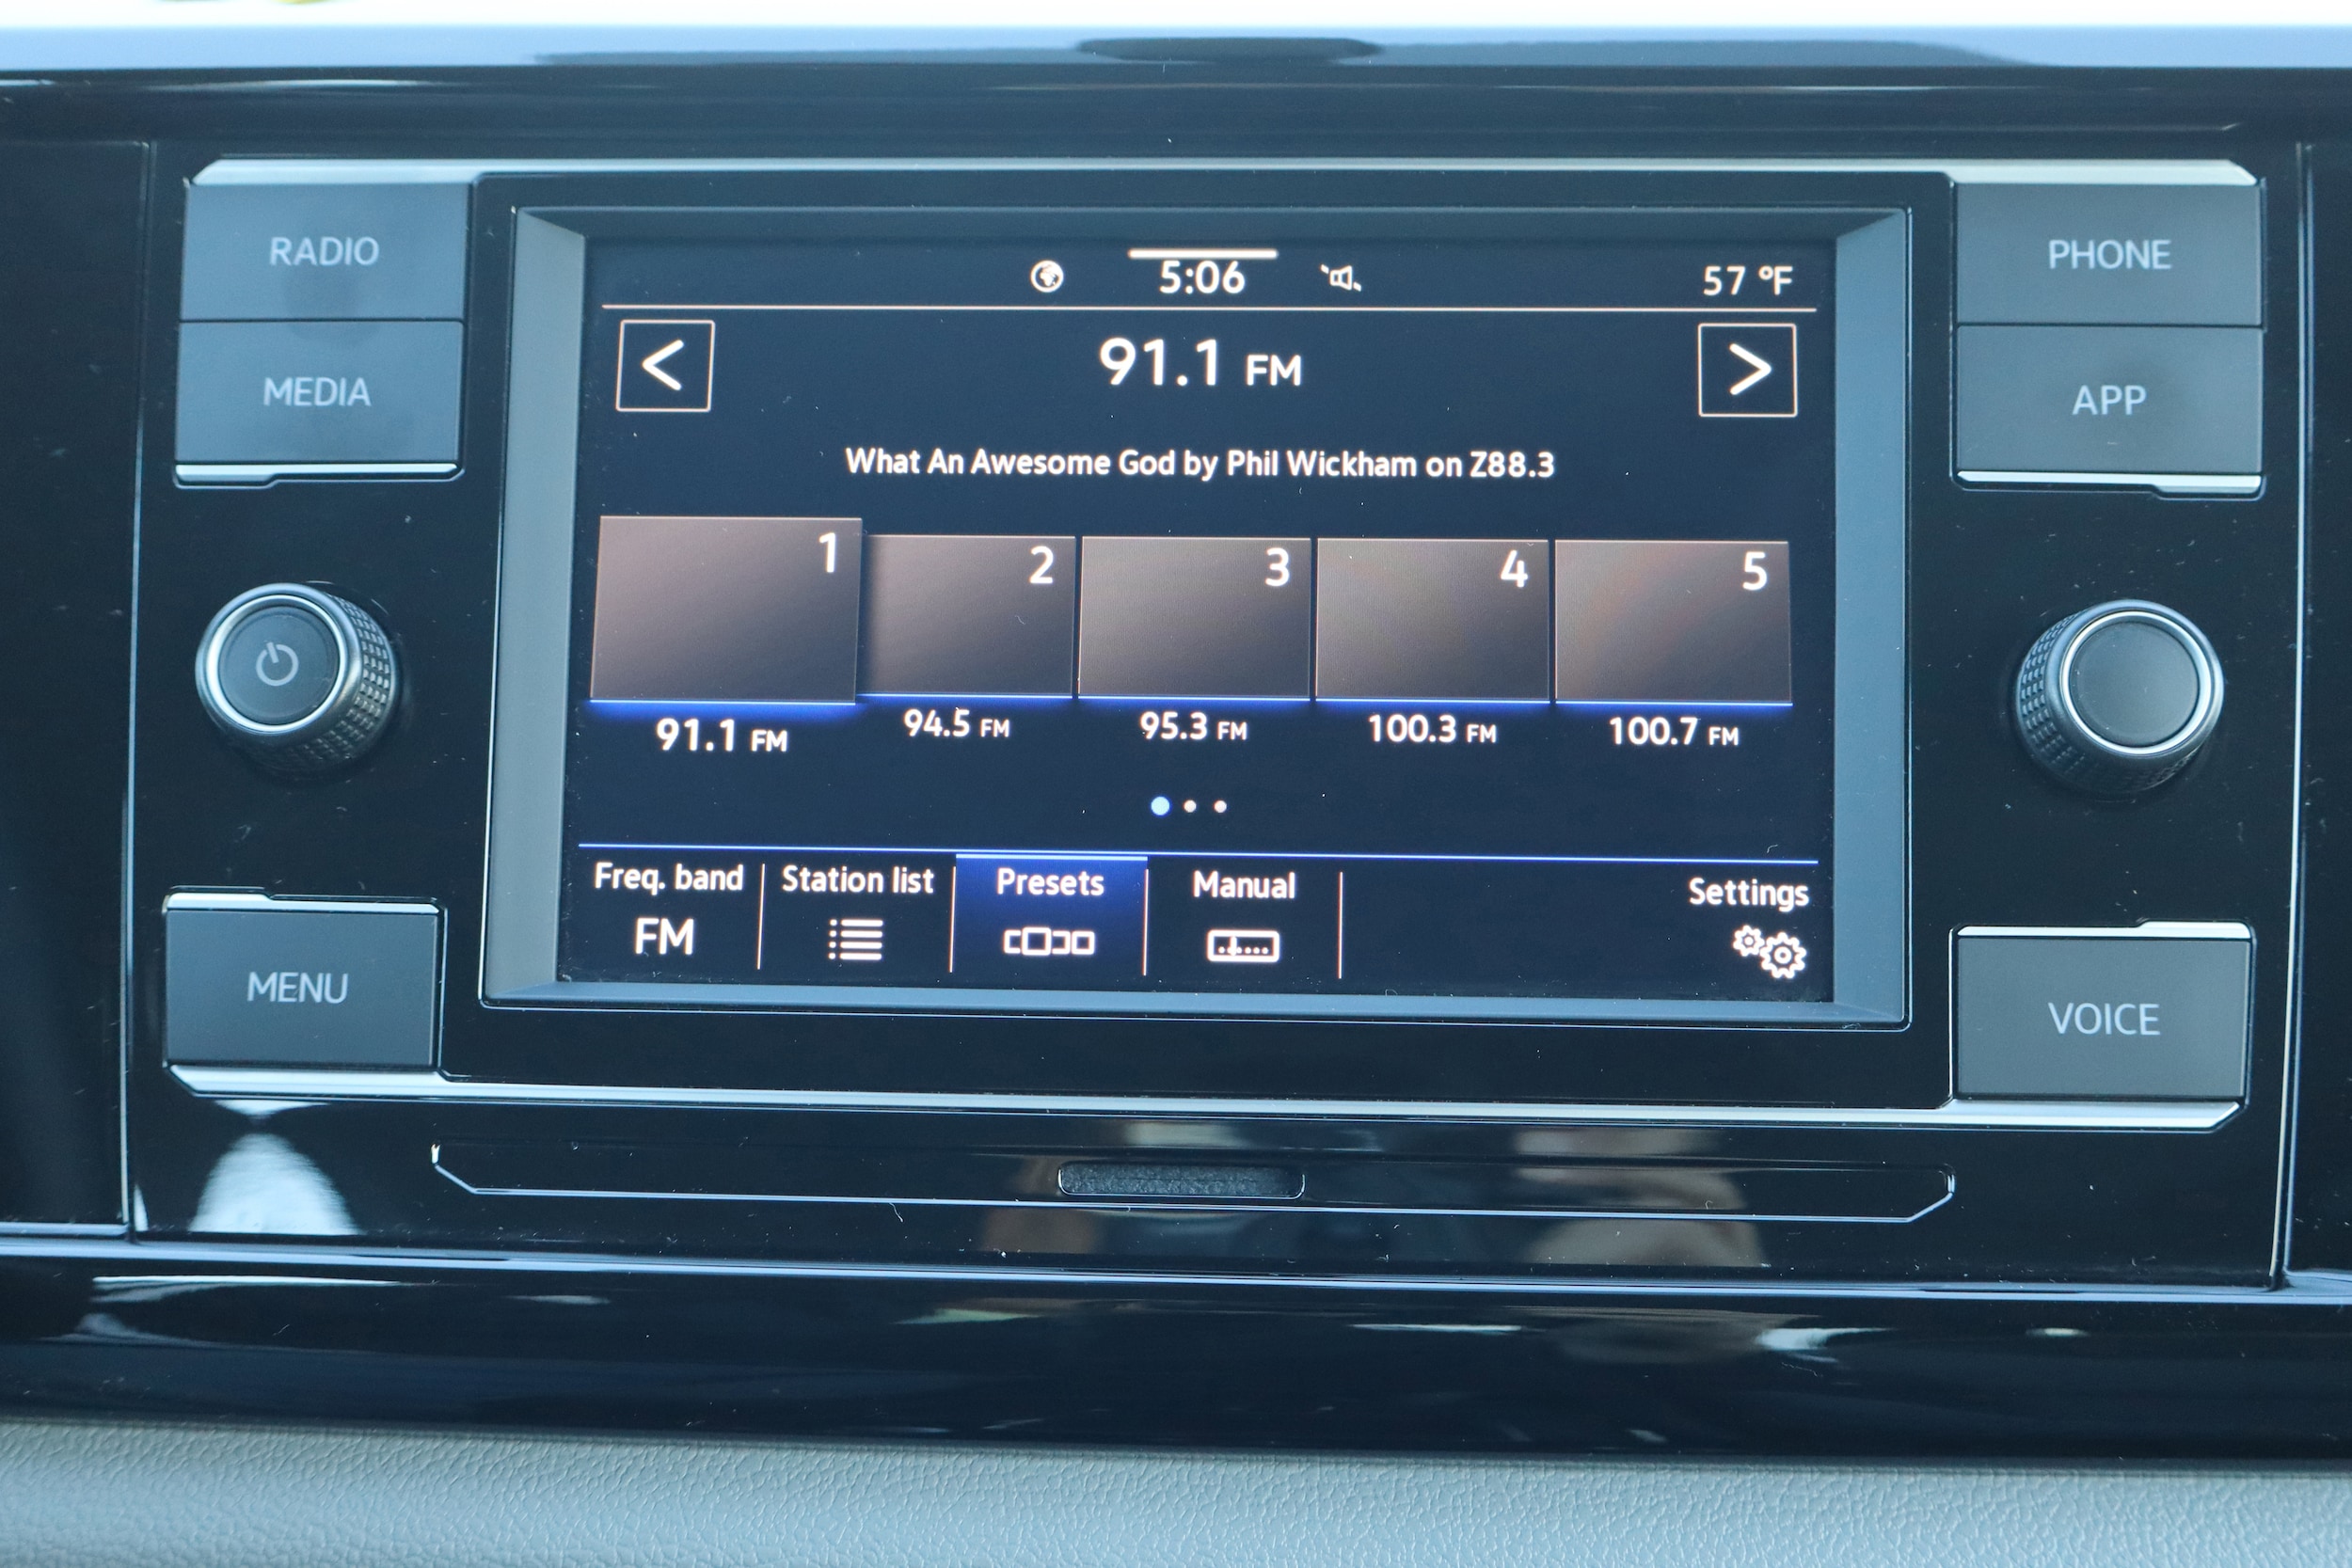 RADIO
MEDIA
MENU
5:06
57 °F
<
91.1 FM
>
What An Awesome God by Phil Wickham on Z88.3
1
2
3
4
5
91.1 FM
94.5 FM
95.3 FM
100.3 FM
100.7 FM
Freq. band
FM
Station list
Presets
Manual
Settings
PHONE
APP
VOICE